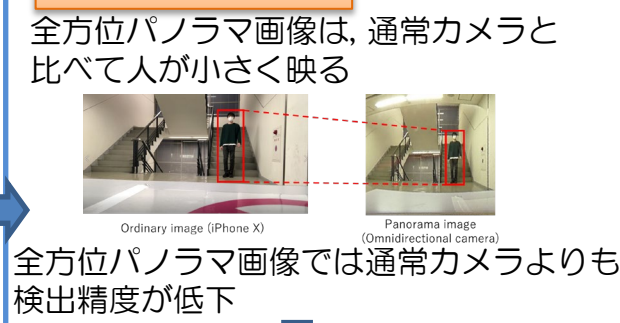 全方位パノラマ画像は, 通常カメラと
比べて人が小さく映る
Ordinary image (iPhone X)
Panorama image
(Omnidirectional camera)
全方位パノラマ画像では通常カメラよりも
検出精度が低下